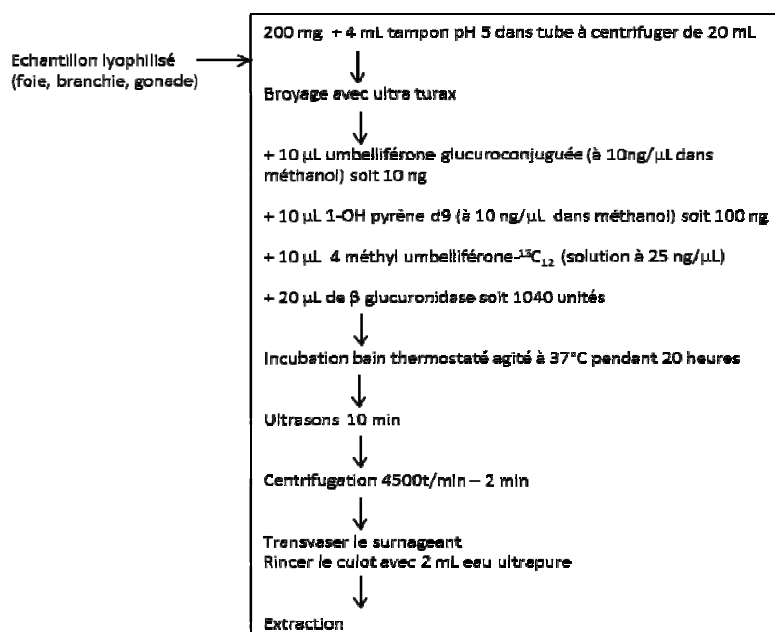 200 mg + 4 mL tampon pH 5 dans tube à centrifuger de 20 mL
Echantillon lyophilisé
(foie, branchie, gonade)
Broyage avec ultra turax
+ 10 µL umbelliférone glucuroconjuguée (à 10ng/µL dans
méthanol) soit 10 ng
+ 10 µL 1-OH pyrène d9 (à 10 ng/µL dans méthanol) soit 100 ng
+ 10 µL 4 méthyl umbelliférone-¹³C₁₂ (solution à 25 ng/µL)
+ 20 µL de β glucuronidase soit 1040 unités
Incubation bain thermostaté agité à 37°C pendant 20 heures
Ultrasons 10 min
Centrifugation 4500t/min – 2 min
Transvaser le surnageant
Rincer le culot avec 2 mL eau ultrapure
Extraction